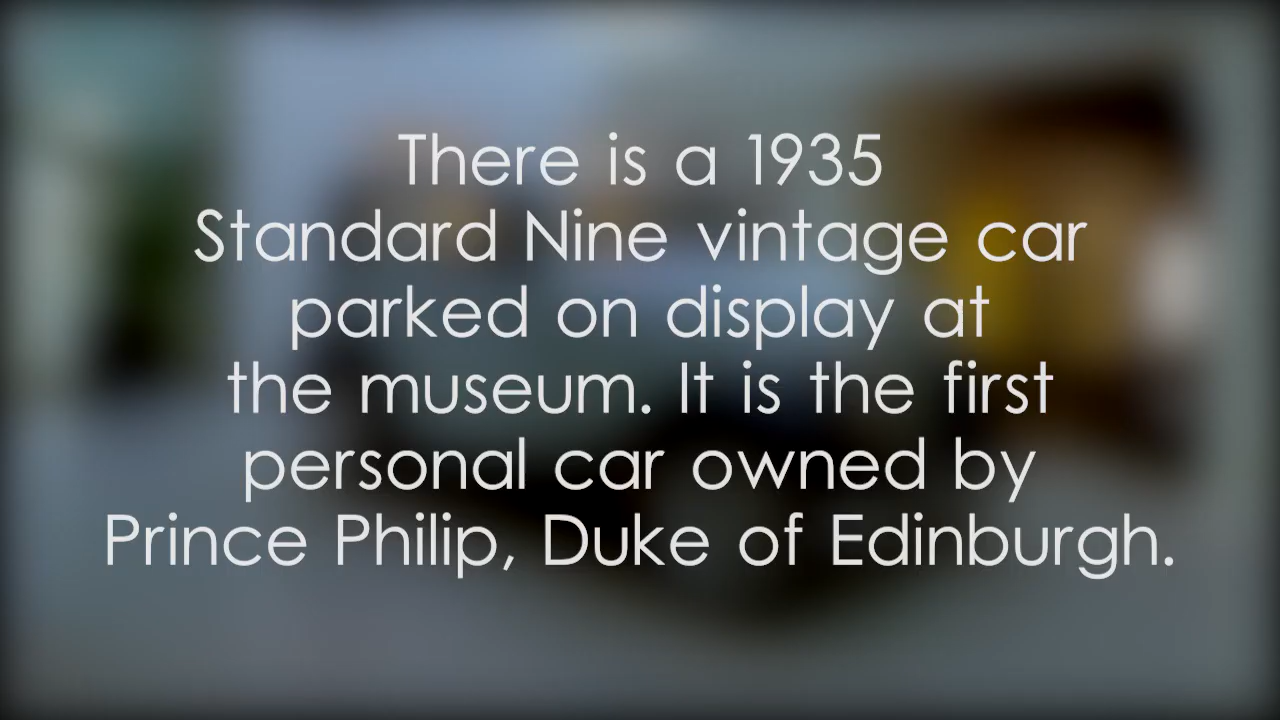 There is a 1935
Standard Nine vintage car
parked on display at
the museum. It is the first
personal car owned by
Prince Philip, Duke of Edinburgh.